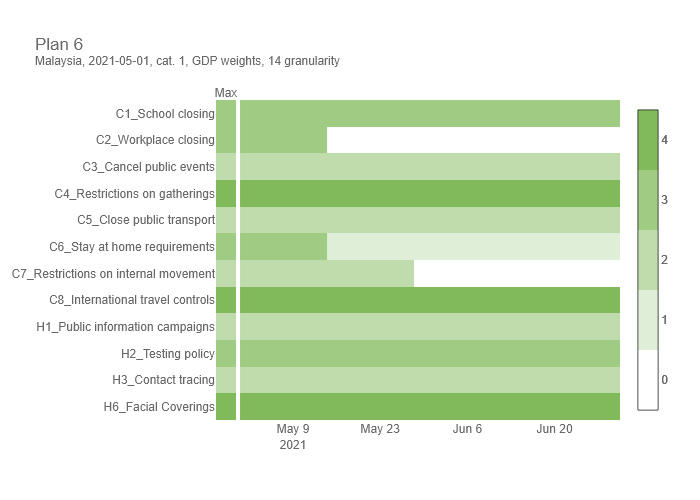 Plan 6
Malaysia, 2021-05-01, cat. 1, GDP weights, 14 granularity
Max
C1_School closing
C2_Workplace closing
C3_Cancel public events
C4_Restrictions on gatherings
C5_Close public transport
C6_Stay at home requirements
C7_Restrictions on internal movement
C8_International travel controls
H1_Public information campaigns
H2_Testing policy
H3_Contact tracing
H6_Facial Coverings
May 9 May 23 Jun 6 Jun 20
2021
4
3
2
1
0